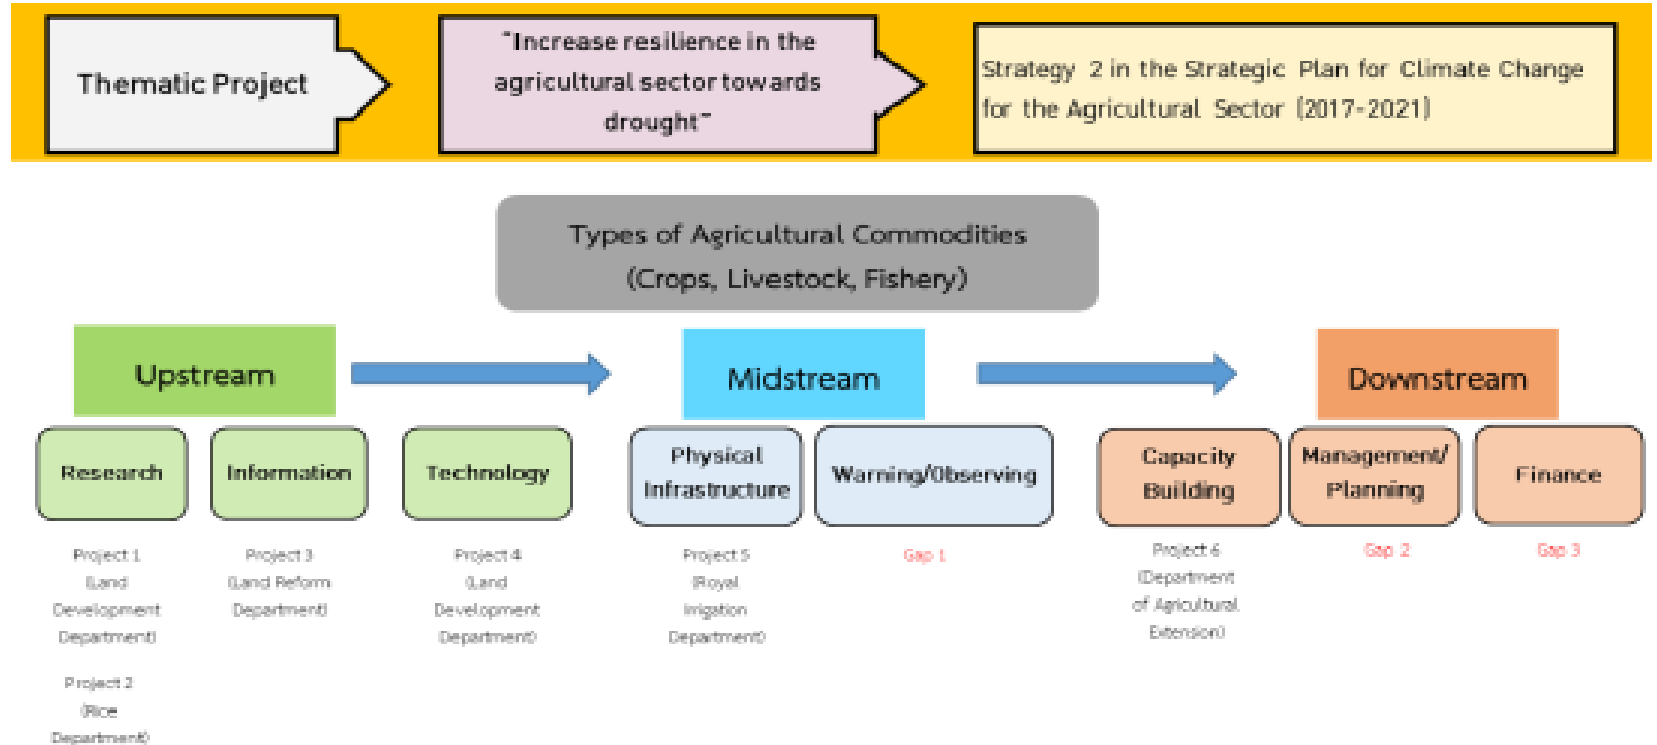 Thematic Project
"Increase resilience in the
agricultural sector towards
drought"
Strategy 2 in the Strategic Plan for Climate Change
for the Agricultural Sector (2017-2021)
Types of Agricultural Commodities
(Crops, Livestock, Fishery)
Upstream
Midstream
Downstream
Research
Information
Technology
Physical
Infrastructure
Warning/Observing
Capacity
Building
Management/
Planning
Finance
Project 1
(Land
Development
Department)
Project 2
(Rice
Department)
Project 3
(Land Reform
Department)
Project 4
(Land
Development
Department)
Project 5
(Royal
Irrigation
Department)
Gap 1
Project 6
(Department
of Agricultural
Extension)
Gap 2
Gap 3